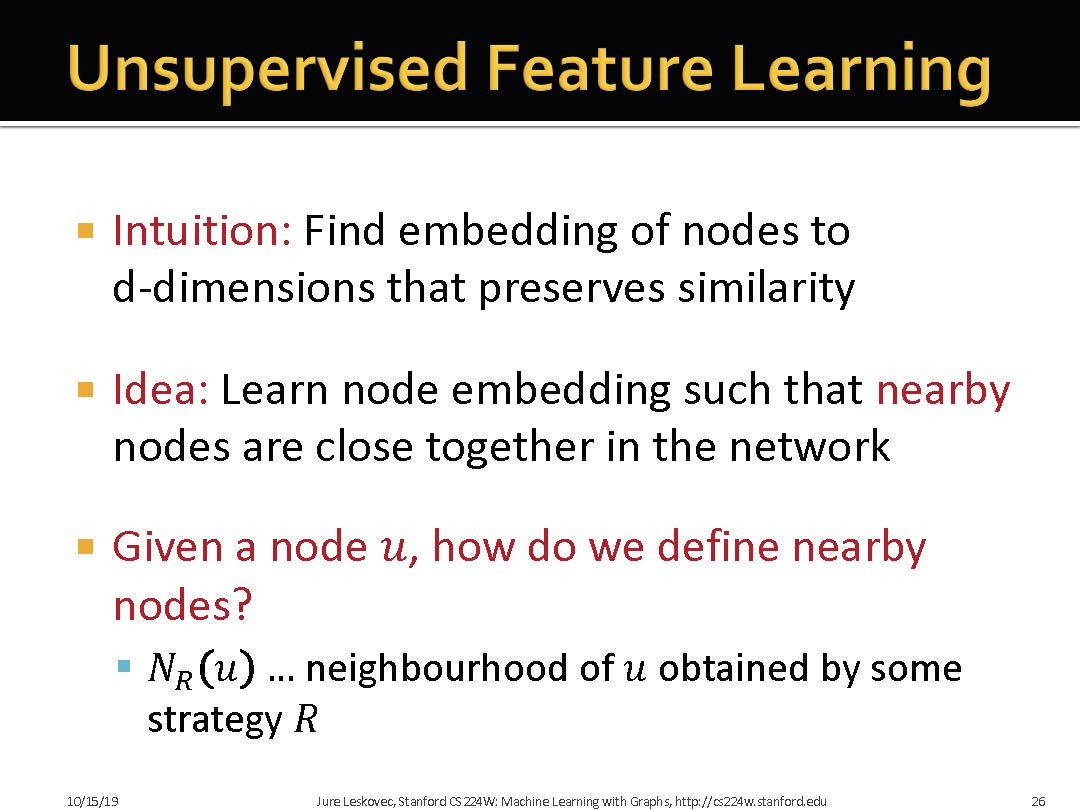 Unsupervised Feature Learning
Intuition: Find embedding of nodes to
d-dimensions that preserves similarity
Idea: Learn node embedding such that nearby
nodes are close together in the network
Given a node 𝑢, how do we define nearby
nodes?
𝑁𝑅(𝑢) … neighbourhood of 𝑢 obtained by some
strategy 𝑅
10/15/19
Jure Leskovec, Stanford CS224W: Machine Learning with Graphs, http://cs224w.stanford.edu
26